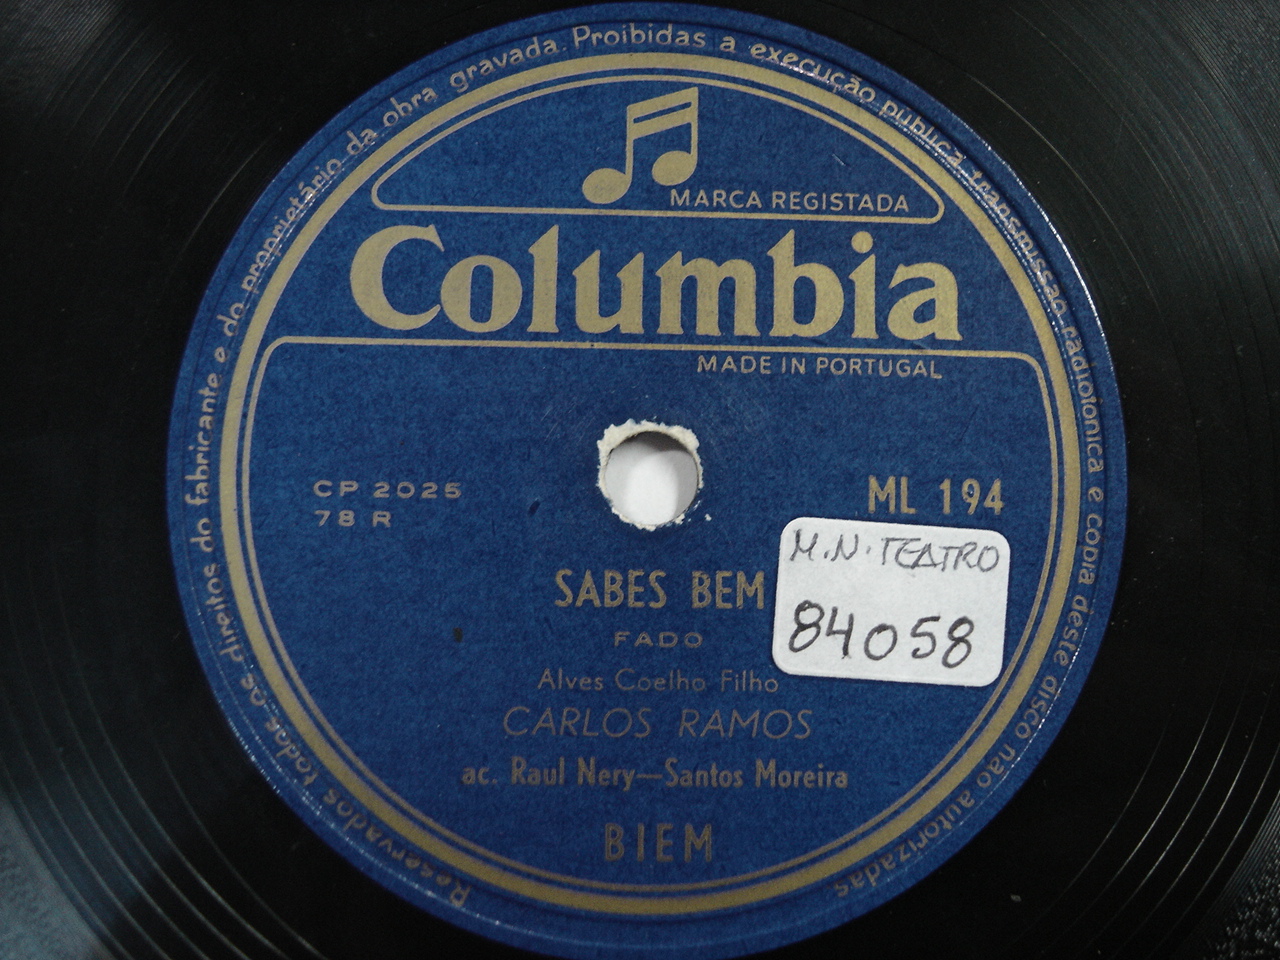 Reservados todos os direitos do fabricante e do proprietário da obra gravada. Proibidas a execução pública, transmissão radiofonica e copia deste disco não autorizadas
MARCA REGISTADA
Columbia
MADE IN PORTUGAL
CP 2025
78 R
ML 194
M.N. TEATRO
84058
SABES BEM
FADO
Alves Coelho Filho
CARLOS RAMOS
ac. Raul Nery—Santos Moreira
BIEM